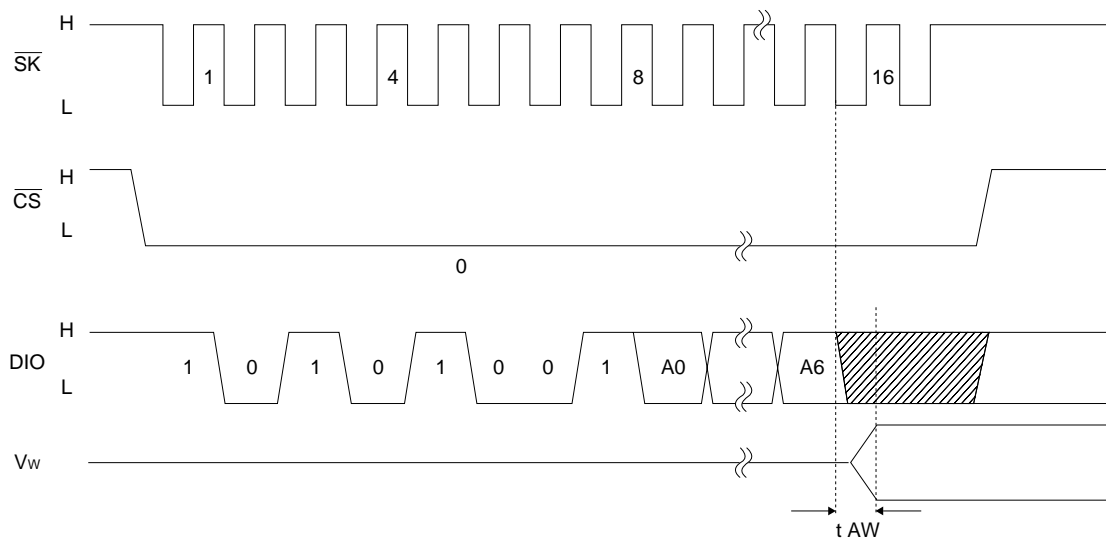 H
SK
1 4 8 16
L
H
CS
L
0
H
DIO
1 0 1 0 1 0 0 1 A0 A6
L
VW
t AW